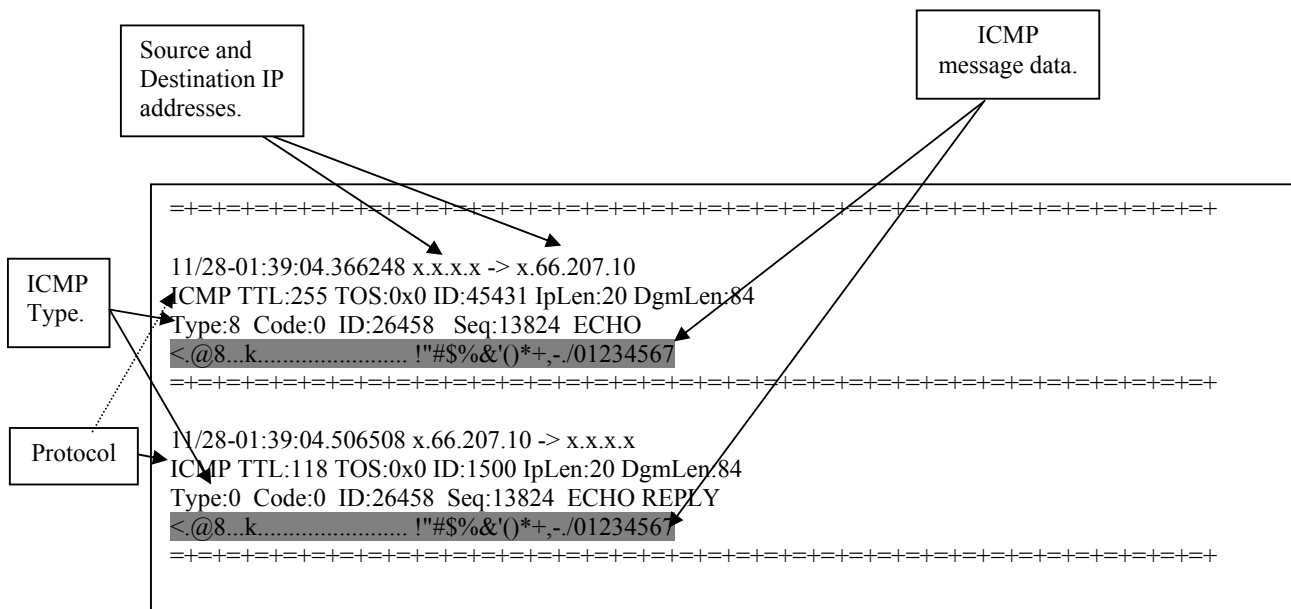 Source and
Destination IP
addresses.
ICMP
message data.
=+=+=+=+=+=+=+=+=+=+=+=+=+=+=+=+=+=+=+=+=+=+=+=+=+=+=+=+=+=+=+=+=+=+=+=+=+
11/28-01:39:04.366248 x.x.x.x -> x.66.207.10
ICMP TTL:255 TOS:0x0 ID:45431 IpLen:20 DgmLen:84
Type:8 Code:0 ID:26458 Seq:13824 ECHO
<.@8...k........................ !"#$%&'()*+,-./01234567
=+=+=+=+=+=+=+=+=+=+=+=+=+=+=+=+=+=+=+=+=+=+=+=+=+=+=+=+=+=+=+=+=+=+=+=+=+
ICMP
Type.
Protocol
11/28-01:39:04.506508 x.66.207.10 -> x.x.x.x
ICMP TTL:118 TOS:0x0 ID:1500 IpLen:20 DgmLen:84
Type:0 Code:0 ID:26458 Seq:13824 ECHO REPLY
<.@8...k........................ !"#$%&'()*+,-./01234567
=+=+=+=+=+=+=+=+=+=+=+=+=+=+=+=+=+=+=+=+=+=+=+=+=+=+=+=+=+=+=+=+=+=+=+=+=+